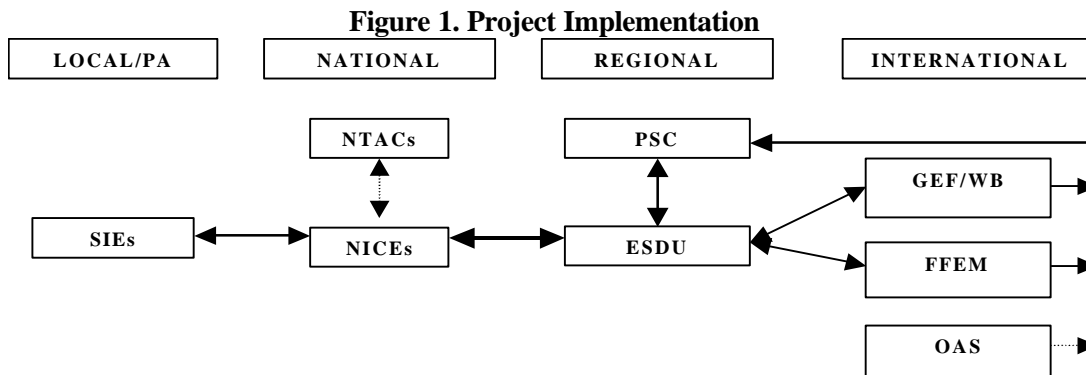 Figure 1. Project Implementation
LOCAL/PA
NATIONAL
REGIONAL
INTERNATIONAL
NTACs
PSC
GEF/WB
SIEs
NICEs
ESDU
FFEM
OAS